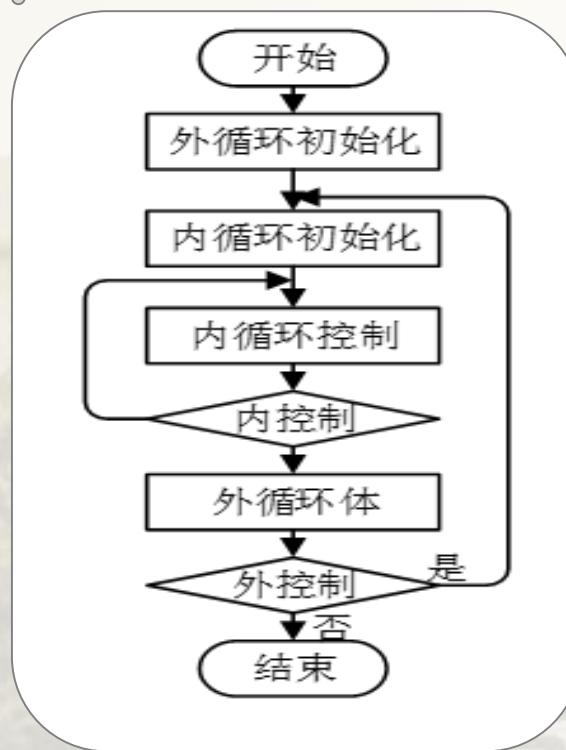 开始
外循环初始化
内循环初始化
内循环控制
内控制
外循环体
外控制
是
否
结束